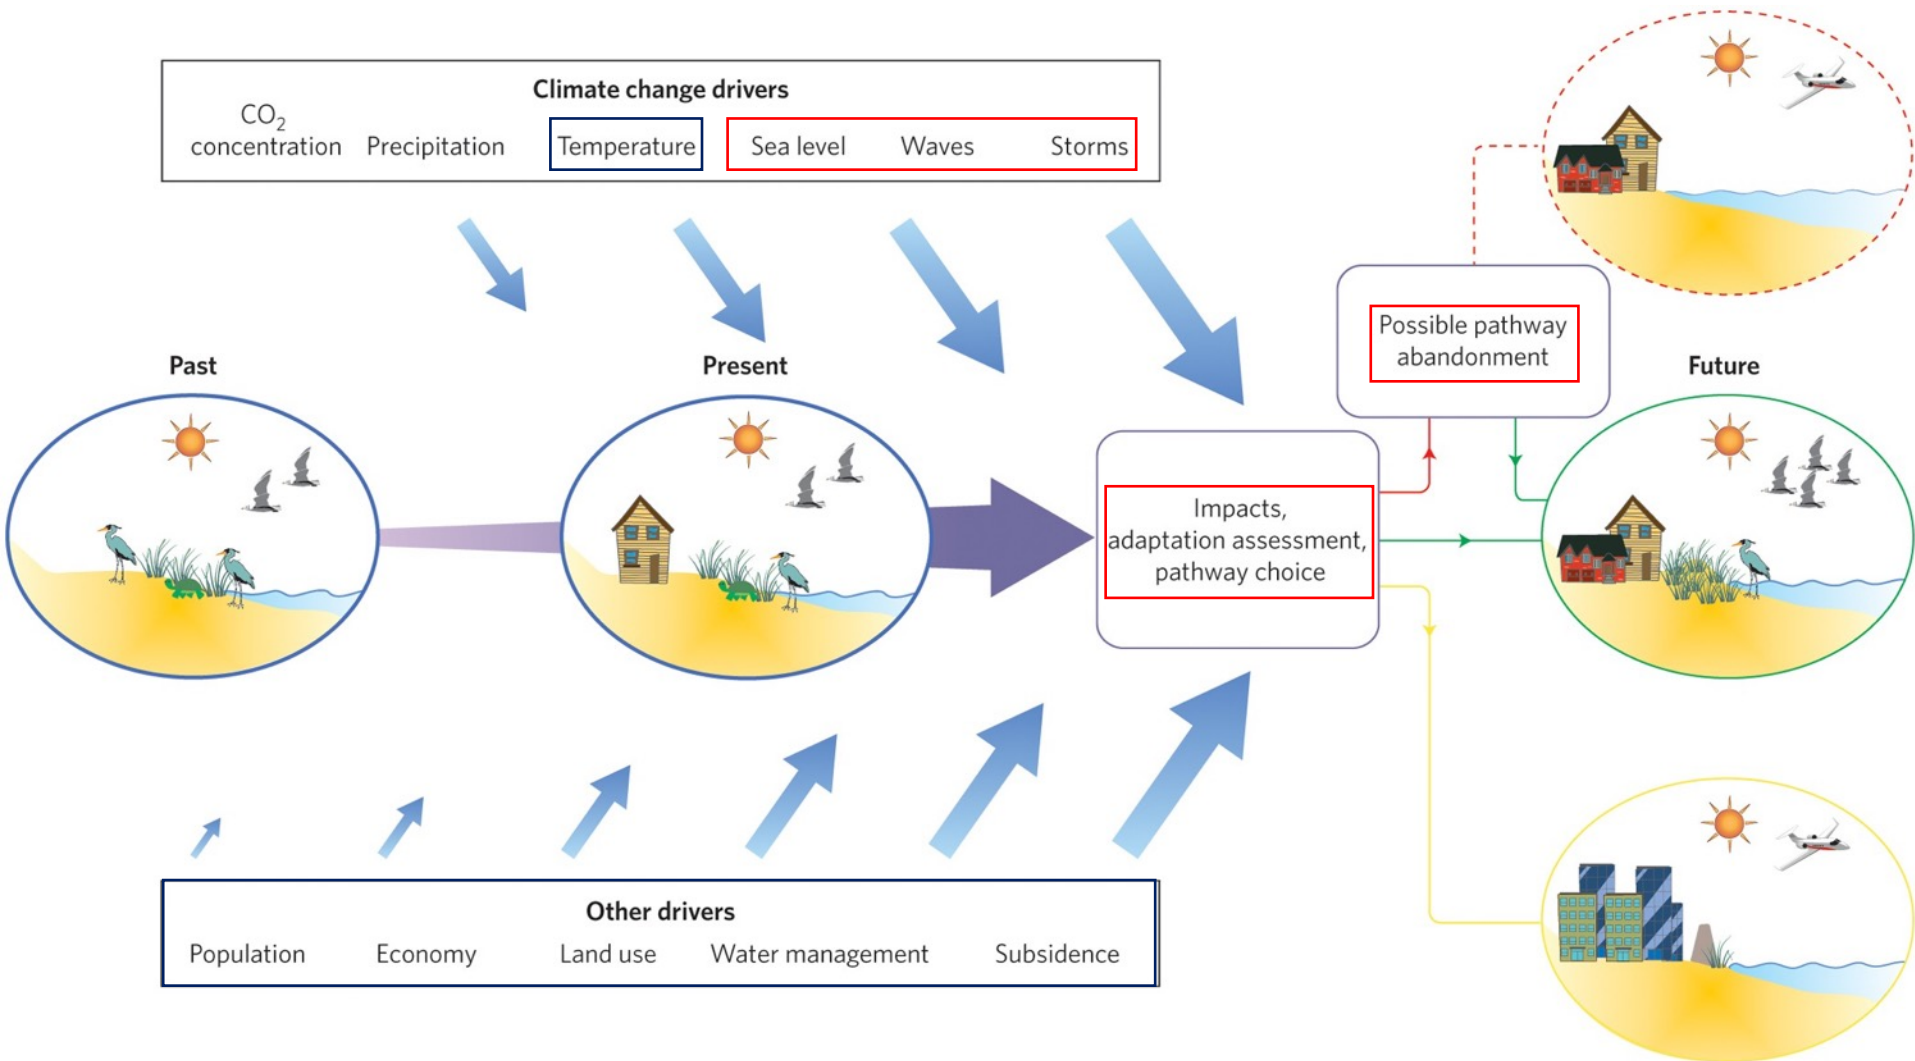 Climate change drivers
CO₂
concentration
Precipitation
Temperature
Sea level
Waves
Storms
Past
Present
Impacts,
adaptation assessment,
pathway choice
Possible pathway
abandonment
Future
Other drivers
Population
Economy
Land use
Water management
Subsidence